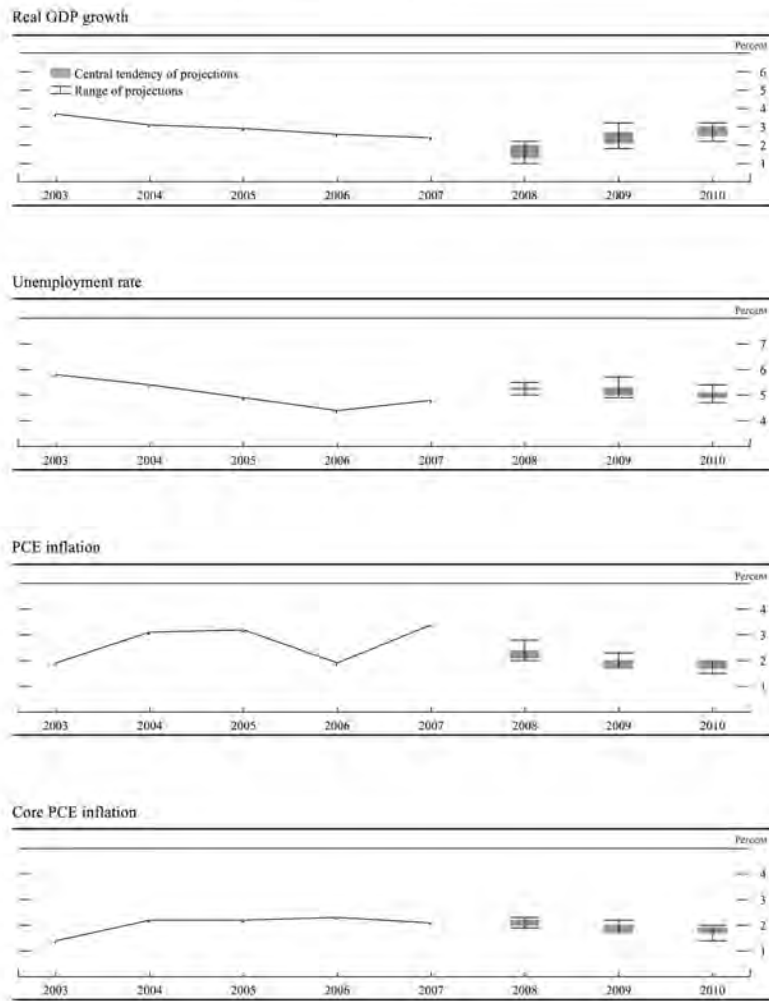 Real GDP growth
Percent
Central tendency of projections
Range of projections
6
5
4
3
2
1
2003 2004 2005 2006 2007 2008 2009 2010
Unemployment rate
Percent
7
6
5
4
2003 2004 2005 2006 2007 2008 2009 2010
PCE inflation
Percent
4
3
2
1
2003 2004 2005 2006 2007 2008 2009 2010
Core PCE inflation
Percent
4
3
2
1
2003 2004 2005 2006 2007 2008 2009 2010